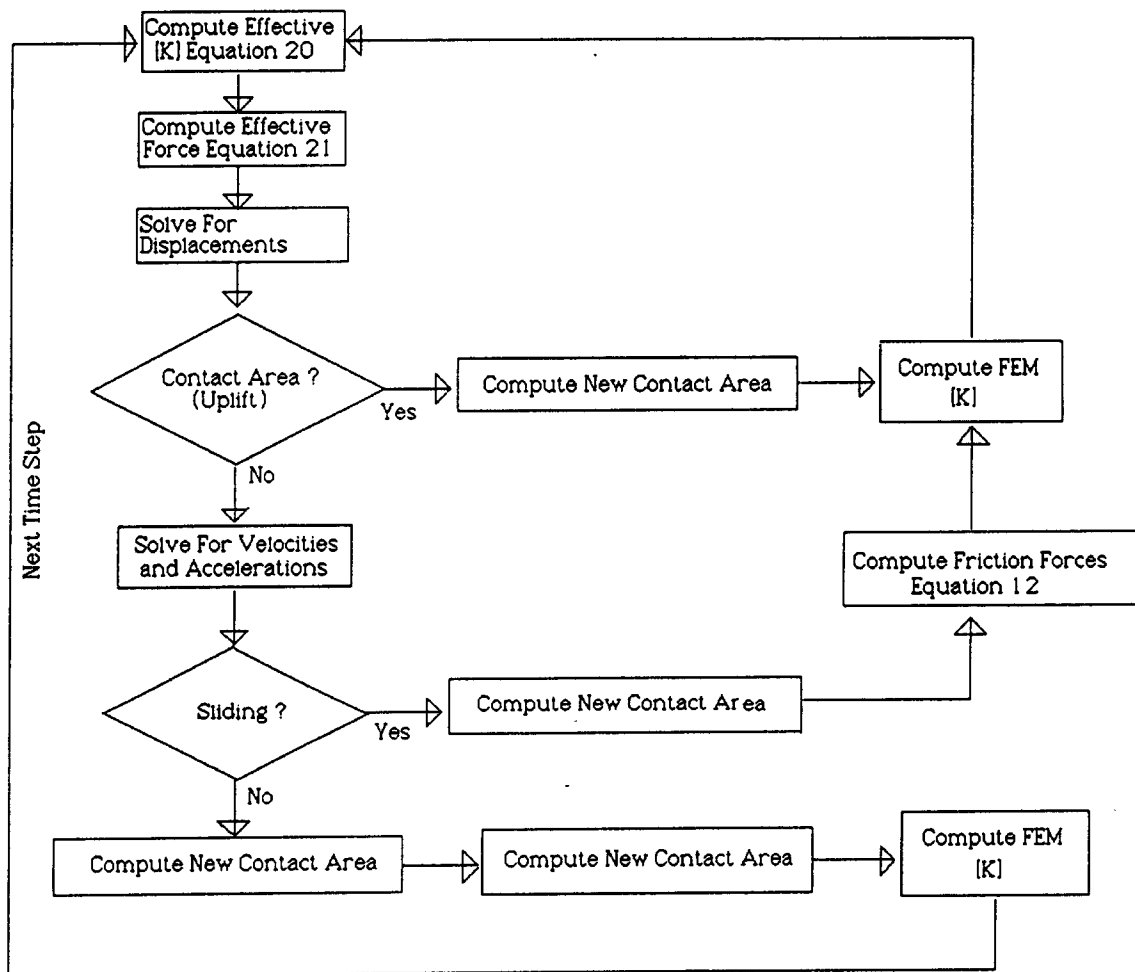 Compute Effective
[K] Equation 20
Compute Effective
Force Equation 21
Solve For
Displacements
Contact Area ?
(Uplift)
Yes
Compute New Contact Area
Compute FEM
[K]
No
Next Time Step
Solve For Velocities
and Accelerations
Compute Friction Forces
Equation 12
Sliding ?
Yes
Compute New Contact Area
No
Compute New Contact Area
Compute New Contact Area
Compute FEM
[K]